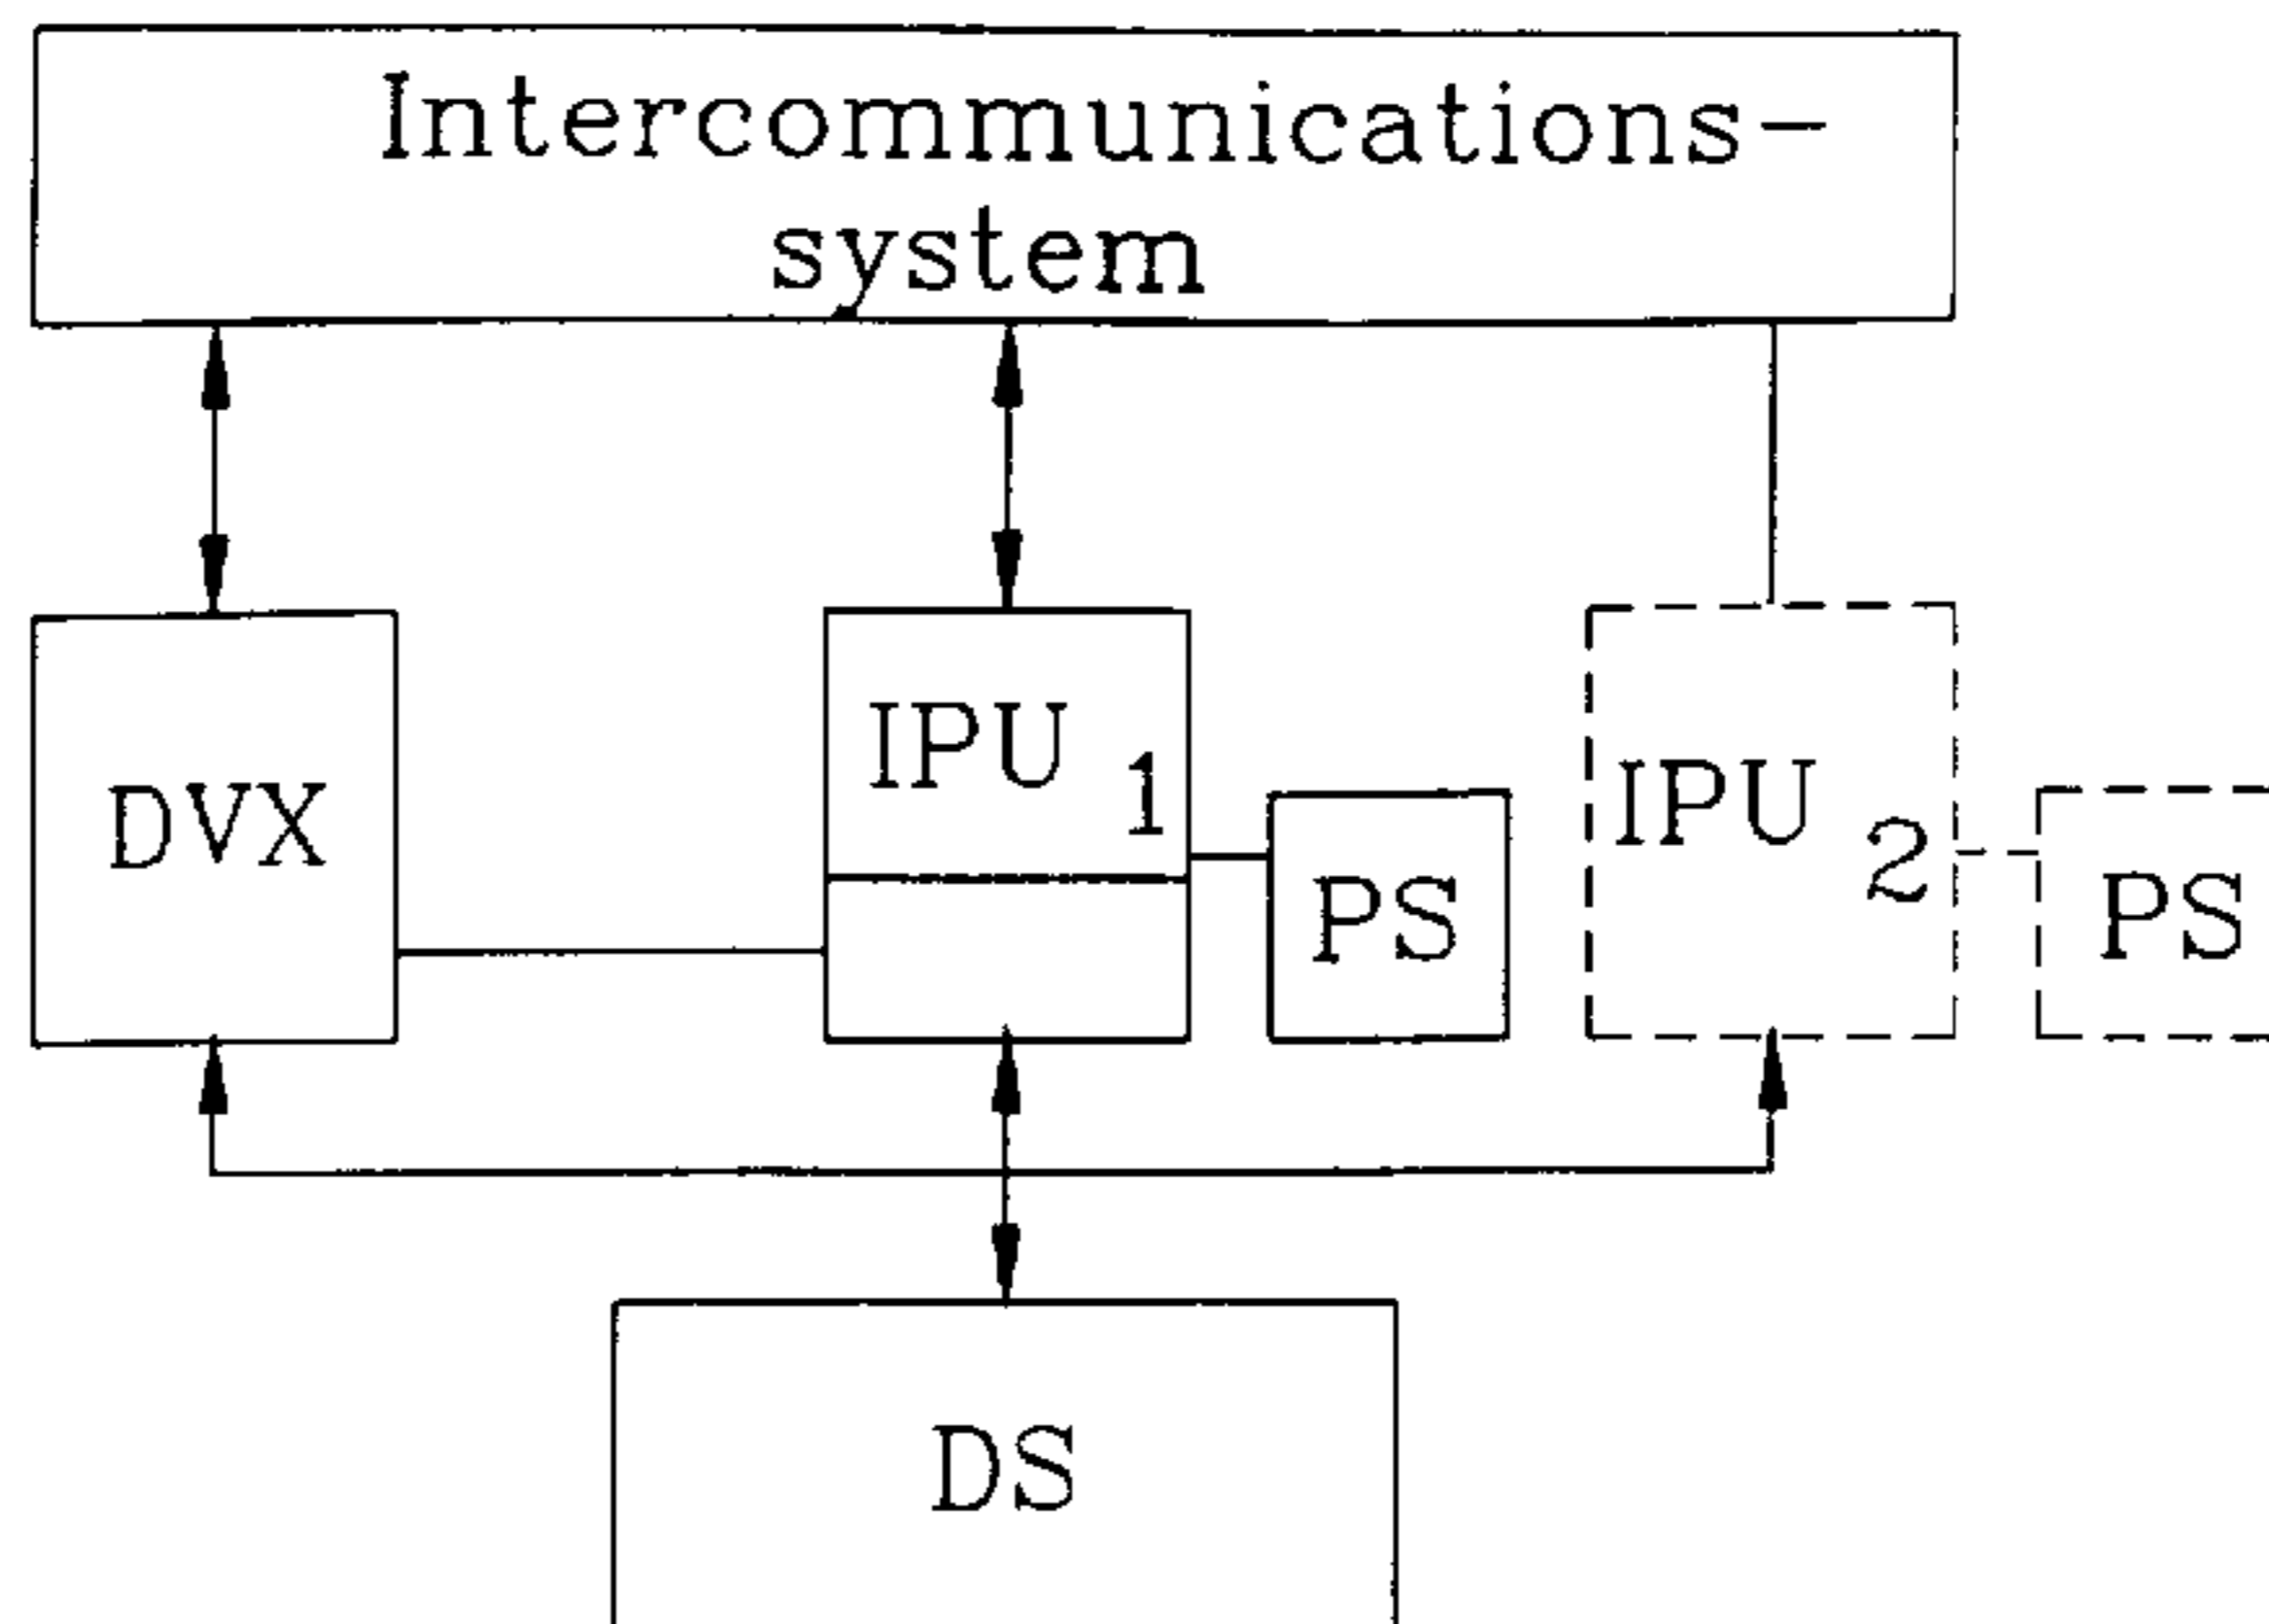 Intercommunications-
system
DVX
IPU 1
PS
IPU 2
PS
DS